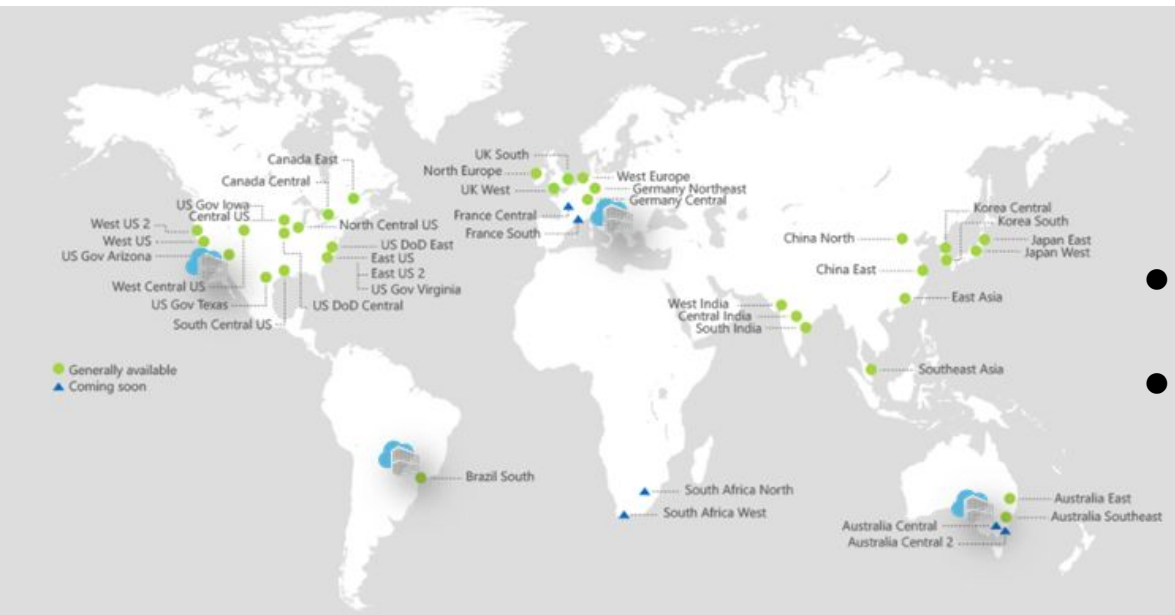 Canada East
Canada Central
US Gov Iowa
Central US
West US 2
West US
US Gov Arizona
West Central US
US Gov Texas
South Central US
North Central US
US DoD East
East US
East US 2
US Gov Virginia
US DoD Central
Generally available
Coming soon
Brazil South
UK South
North Europe
UK West
West Europe
Germany Northeast
Germany Central
France Central
France South
South Africa North
South Africa West
West India
Central India
South India
China North
China East
Korea Central
Korea South
Japan East
Japan West
East Asia
Southeast Asia
Australia East
Australia Southeast
Australia Central
Australia Central 2